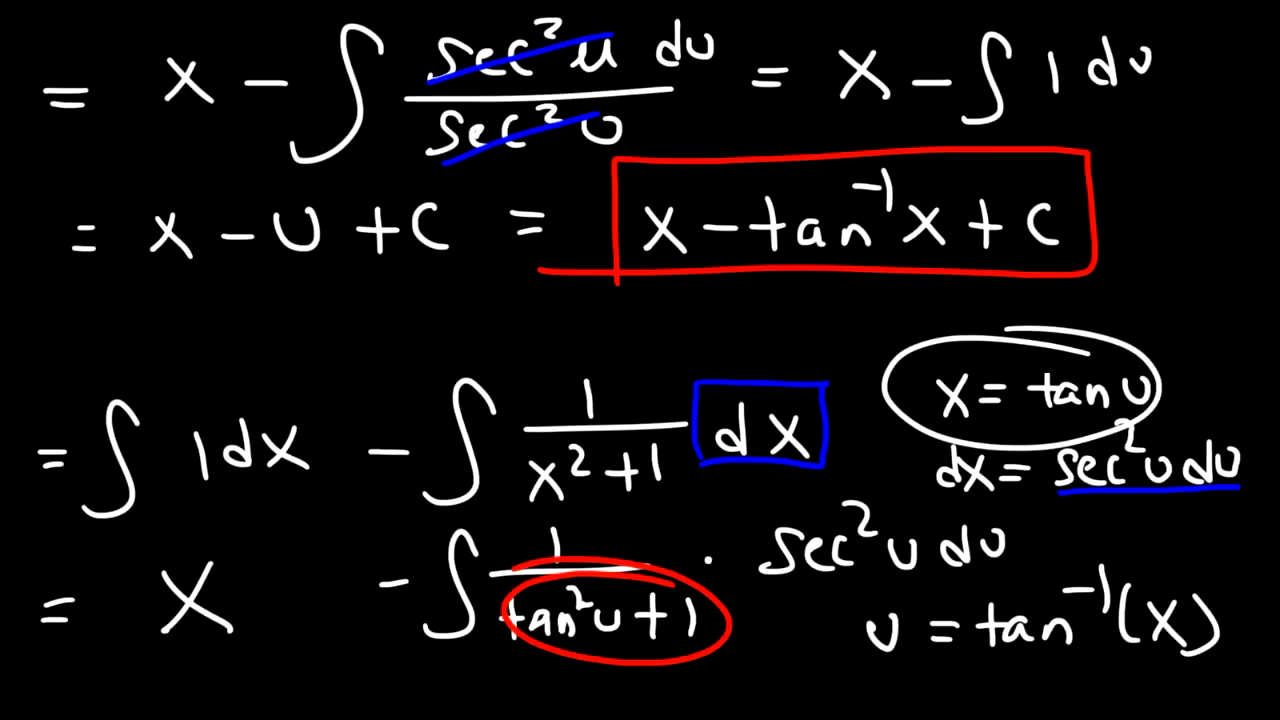 = x - ∫ sec²u du / sec²u = x - ∫ 1 du
= x - u + c = x - tan⁻¹x + c
= ∫ 1dx - ∫ 1/(x²+1) dx
x = tan u
dx = sec²u du
= x - ∫ 1/(tan²u+1) · sec²u du
u = tan⁻¹(x)